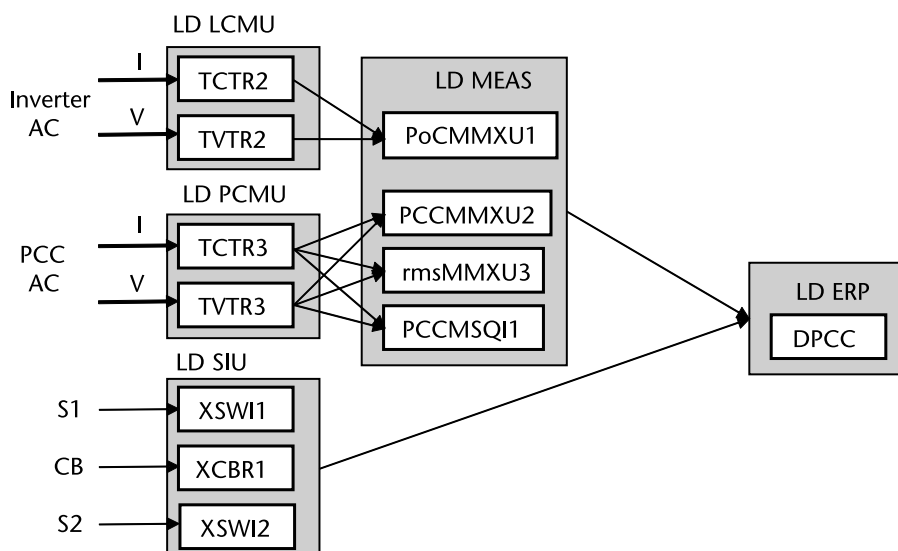 LD LCMU
I
TCTR2
Inverter
AC
V
TVTR2
LD MEAS
PoCMMXU1
LD PCMU
I
TCTR3
PCC
AC
V
TVTR3
PCCMMXU2
rmsMMXU3
PCCMSQI1
LD ERP
DPCC
LD SIU
S1
XSWI1
CB
XCBR1
S2
XSWI2